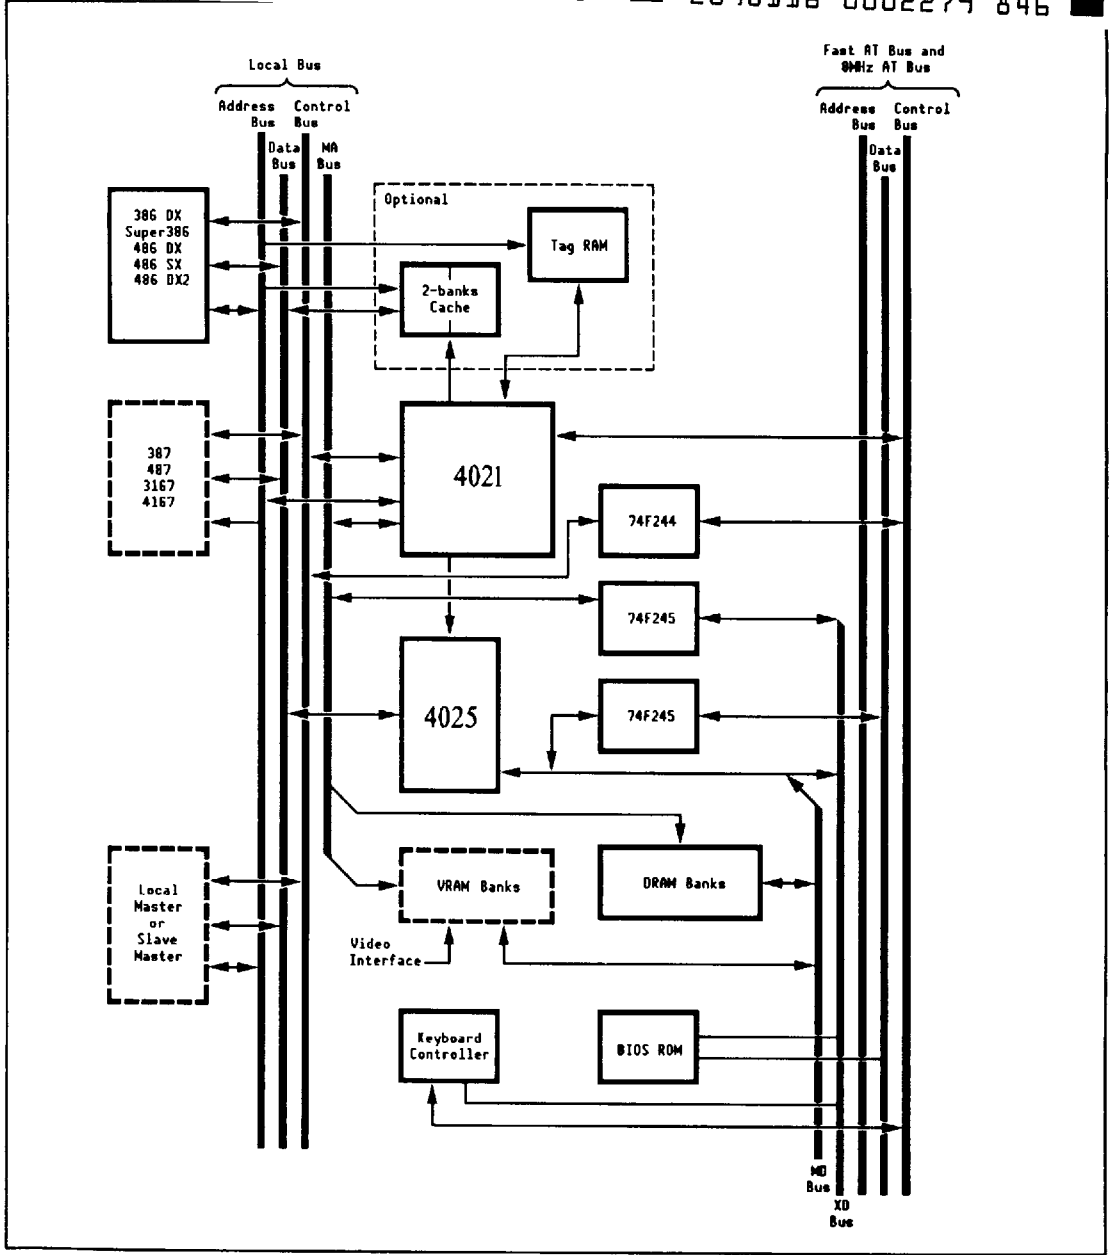 Local Bus
Address Bus
Control Bus
Data Bus
MA Bus
Fast AT Bus and
8MHz AT Bus
Address Bus
Control Bus
Data Bus
386 DX
Super386
486 DX
486 SX
486 DX2
Optional
Tag RAM
2-banks
Cache
387
487
3167
4167
4021
74F244
74F245
4025
74F245
Local
Master
or
Slave
Master
VRAM Banks
DRAM Banks
Video
Interface
Keyboard
Controller
BIOS ROM
MD
Bus
XD
Bus